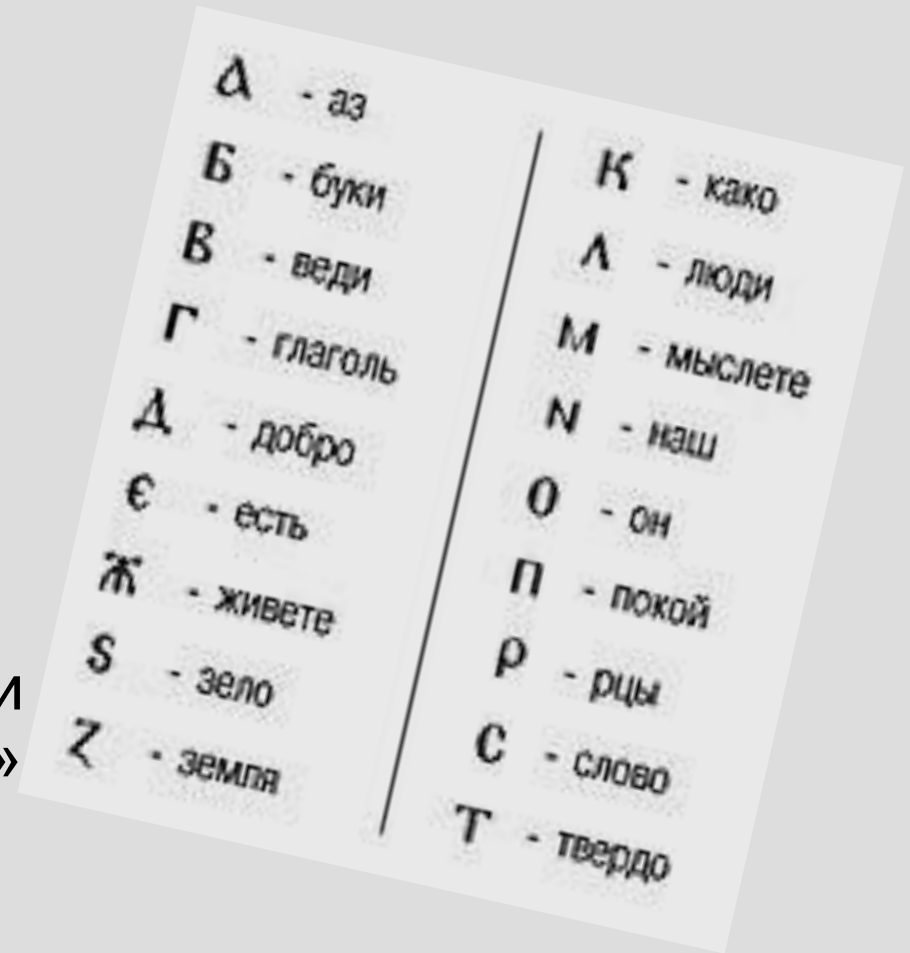 А - аз
Б - буки
В - веди
Г - глаголь
Д - добро
Є - есть
Ж - живете
Ѕ - зело
Ζ - земля
К - како
Л - люди
М - мыслете
N - наш
О - он
П - покой
Р - рцы
С - слово
Т - твердо
и
»